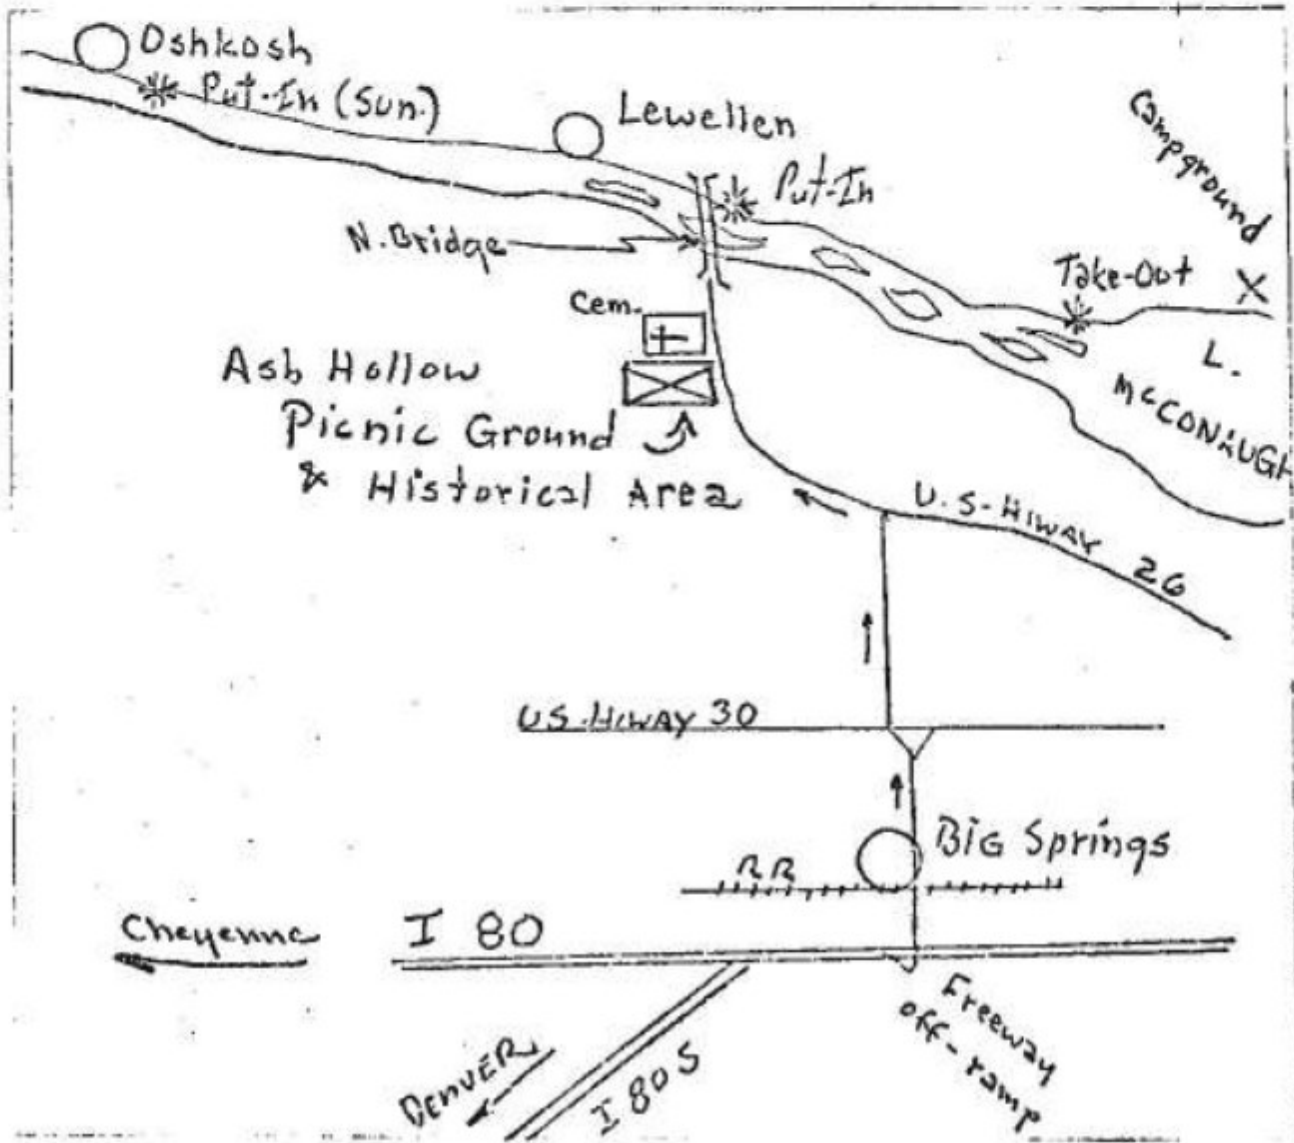 Oshkosh
Put-In (Sun.)
Lewellen
Campground
Put-In
N. Bridge
Take-Out
X
Cem.
L.
McCONAUGH
Ash Hollow
Picnic Ground
& Historical Area
U.S-HIWAY 26
US.HIWAY 30
BIG Springs
RR
Cheyenne
I 80
Freeway
off-ramp
DENVER
I 80 S